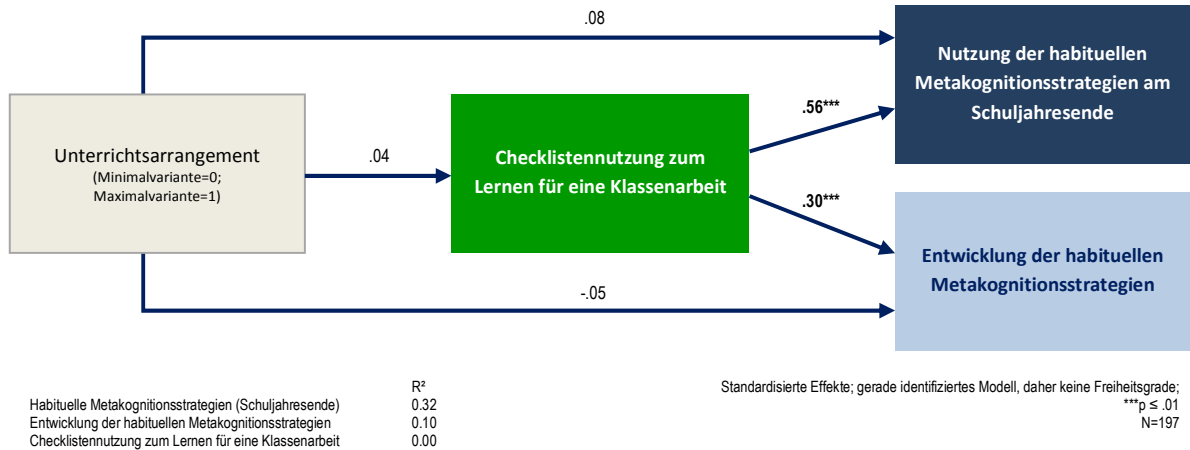 .08
Nutzung der habituellen
Metakognitionsstrategien am
Schuljahresende
.56***
Unterrichtsarrangement
(Minimalvariante=0;
Maximalvariante=1)
.04
Checklistennutzung zum
Lernen für eine Klassenarbeit
.30***
Entwicklung der habituellen
Metakognitionsstrategien
-.05
R²
Habituelle Metakognitionsstrategien (Schuljahresende) 0.32
Entwicklung der habituellen Metakognitionsstrategien 0.10
Checklistennutzung zum Lernen für eine Klassenarbeit 0.00
Standardisierte Effekte; gerade identifiziertes Modell, daher keine Freiheitsgrade;
***p ≤ .01
N=197